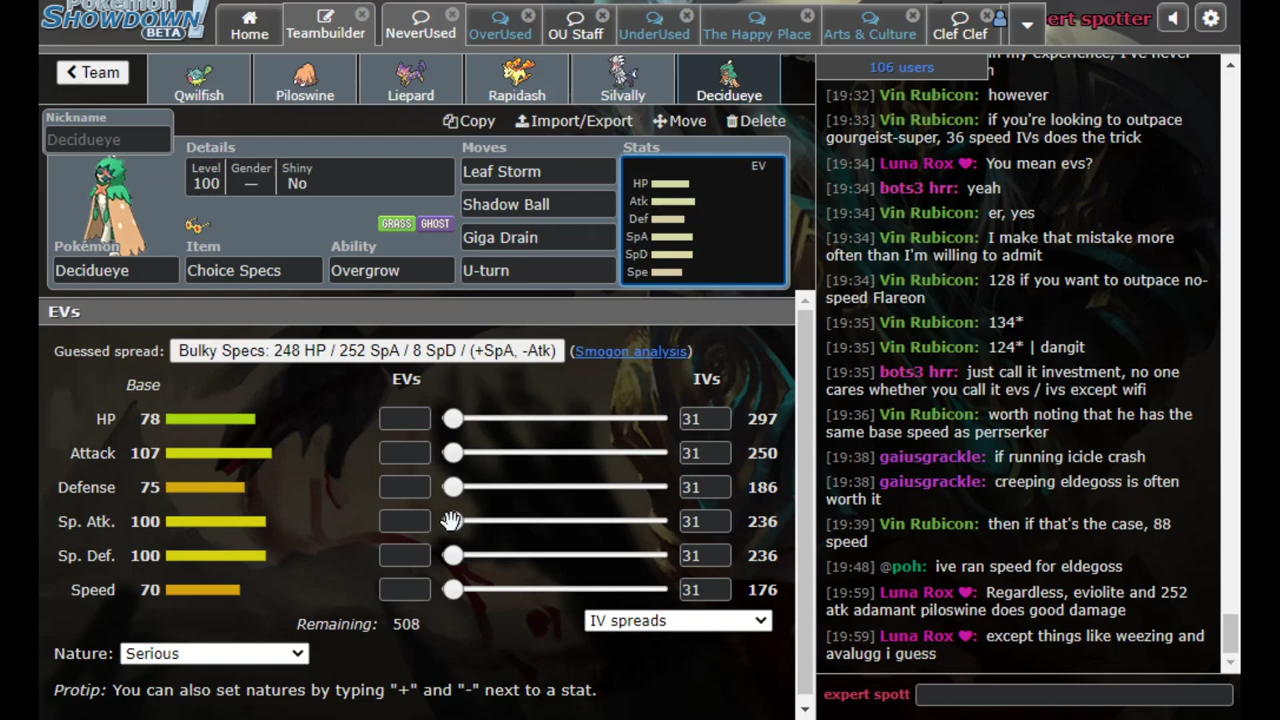 Pokémon
SHOWDOWN!
BETA
Home
Teambuilder
NeverUsed
OverUsed
OU Staff
UnderUsed
The Happy Place
Arts & Culture
Clef Clef
ert spotter
< Team
Qwilfish
Piloswine
Liepard
Rapidash
Silvally
Decidueye
Copy
Import/Export
Move
Delete
Nickname
Decidueye
Details
Level
100
Gender
—
Shiny
No
GRASS GHOST
Pokémon
Decidueye
Item
Choice Specs
Ability
Overgrow
Moves
Leaf Storm
Shadow Ball
Giga Drain
U-turn
Stats
EV
HP
Atk
Def
SpA
SpD
Spe
EVs
Guessed spread: Bulky Specs: 248 HP / 252 SpA / 8 SpD / (+SpA, -Atk) (Smogon analysis)
Base EVs IVs
HP 78 31 297
Attack 107 31 250
Defense 75 31 186
Sp. Atk. 100 31 236
Sp. Def. 100 31 236
Speed 70 31 176
Remaining: 508
IV spreads
Nature: Serious
Protip: You can also set natures by typing "+" and "-" next to a stat.
106 users
[19:32] Vin Rubicon: however
[19:33] Vin Rubicon: if you're looking to outpace
gourgeist-super, 36 speed IVs does the trick
[19:34] Luna Rox ♥: You mean evs?
[19:34] bots3 hrr: yeah
[19:34] Vin Rubicon: er, yes
[19:34] Vin Rubicon: I make that mistake more
often than I'm willing to admit
[19:34] Vin Rubicon: 128 if you want to outpace no-
speed Flareon
[19:35] Vin Rubicon: 134*
[19:35] Vin Rubicon: 124* | dangit
[19:35] bots3 hrr: just call it investment, no one
cares whether you call it evs / ivs except wifi
[19:36] Vin Rubicon: worth noting that he has the
same base speed as perrserker
[19:38] gaiusgrackle: if running icicle crash
[19:38] gaiusgrackle: creeping eldegoss is often
worth it
[19:39] Vin Rubicon: then if that's the case, 88
speed
[19:48] @poh: ive ran speed for eldegoss
[19:59] Luna Rox ♥: Regardless, eviolite and 252
atk adamant piloswine does good damage
[19:59] Luna Rox ♥: except things like weezing and
avalugg i guess
expert spott